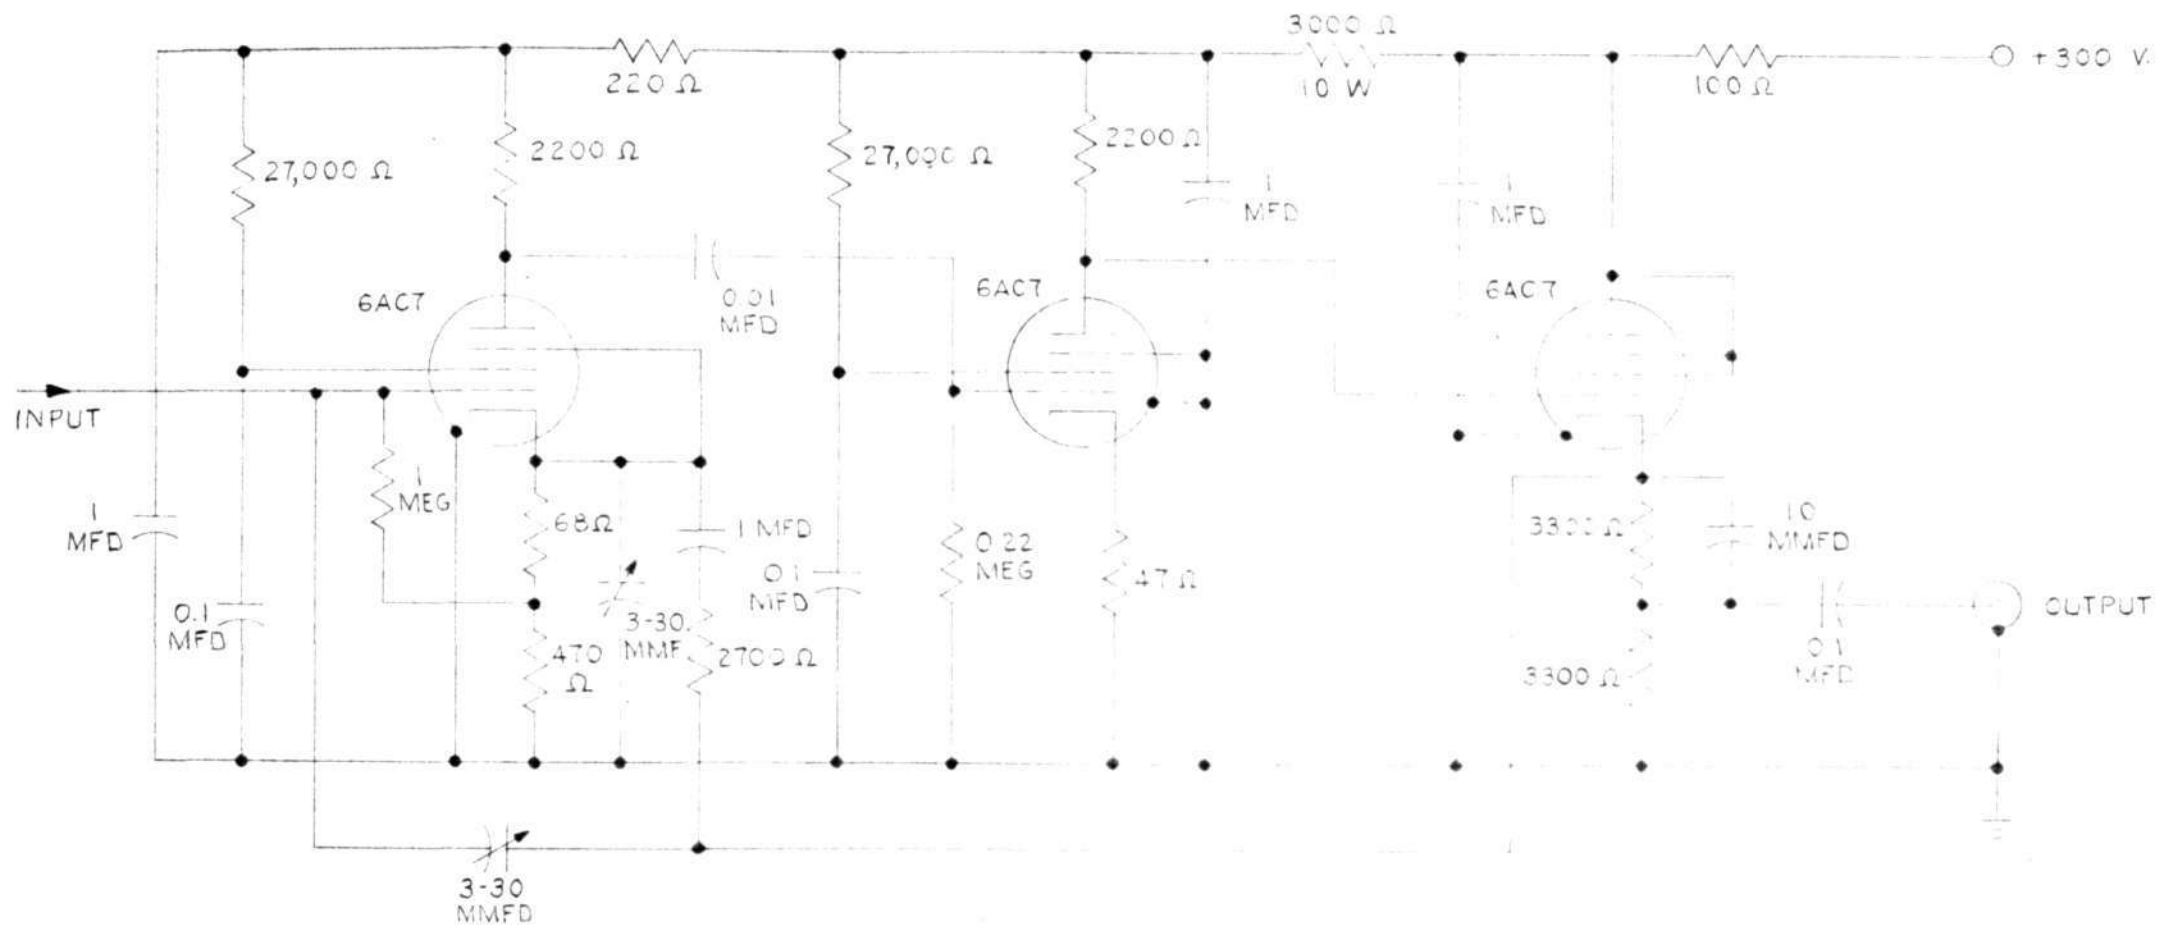 3000 Ω
10 W
+300 V.
220 Ω
100 Ω
27,000 Ω
2200 Ω
27,000 Ω
2200 Ω
1
MFD
1
MFD
6AC7
0.01
MFD
6AC7
6AC7
INPUT
1
MEG
1
MFD
68Ω
1 MFD
0.1
MFD
0.22
MEG
47 Ω
3300 Ω
10
MMFD
0.1
MFD
3-30
MMF
470
Ω
2700 Ω
3300 Ω
0.1
MFD
OUTPUT
3-30
MMFD